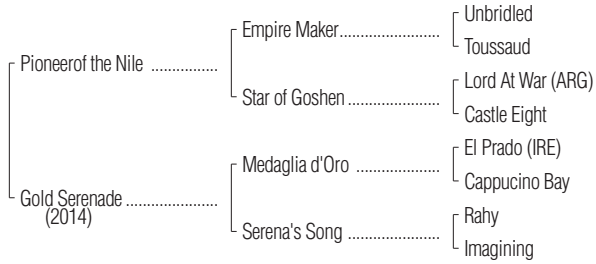 Unbridled
Empire Maker....................
Toussaud
Pioneerof the Nile .............
Lord At War (ARG)
Star of Goshen..................
Castle Eight
El Prado (IRE)
Medaglia d'Oro .................
Cappucino Bay
Gold Serenade ..................
(2014)
Rahy
Serena's Song ..................
Imagining